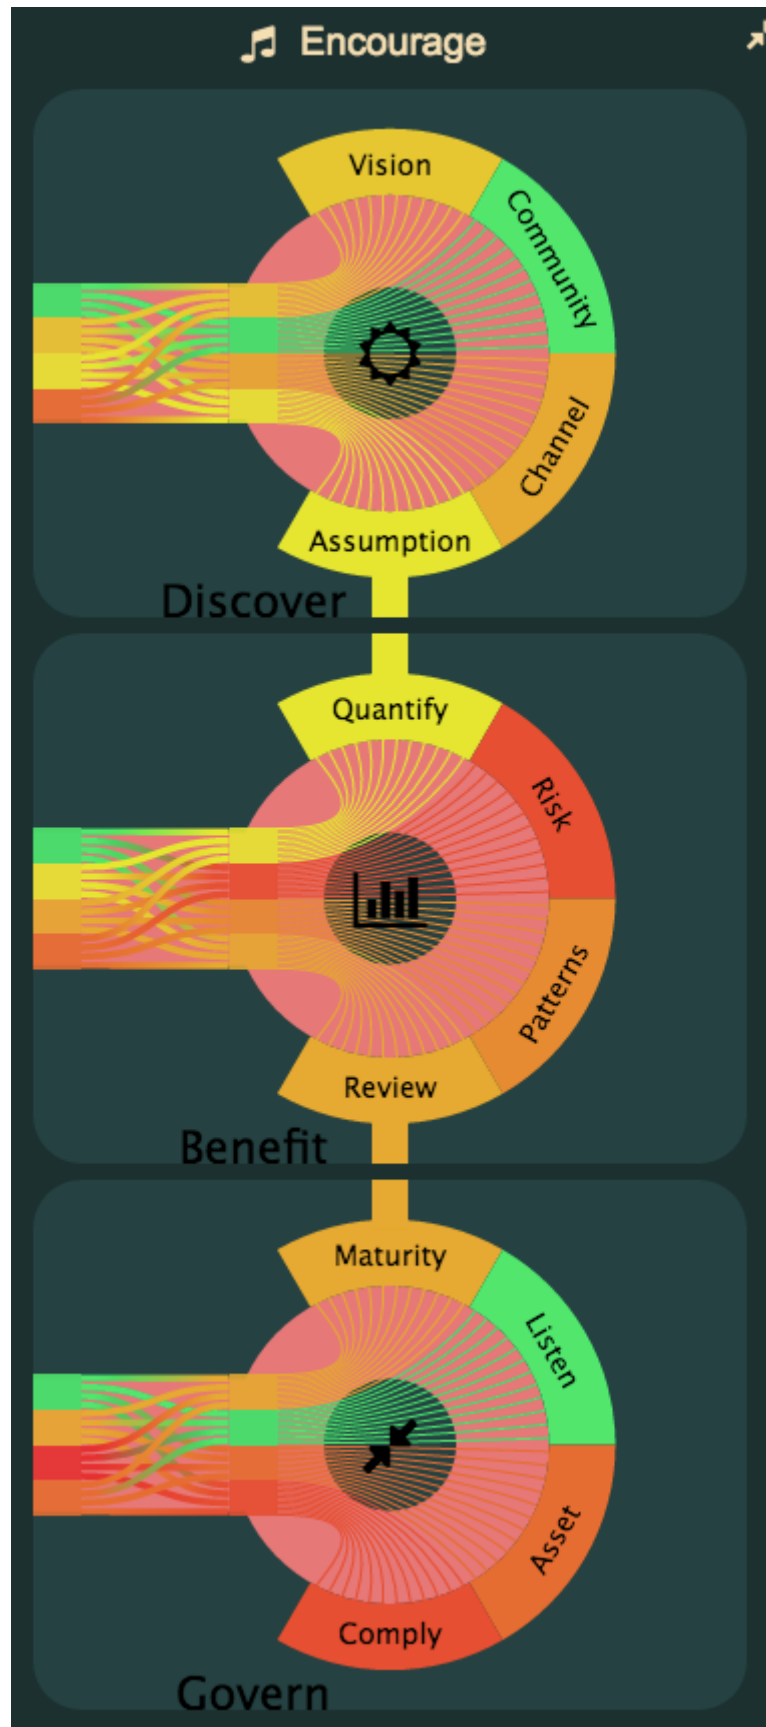 Encourage
Vision
Community
Channel
Assumption
Discover
Quantify
Risk
Patterns
Review
Benefit
Maturity
Listen
Asset
Comply
Govern